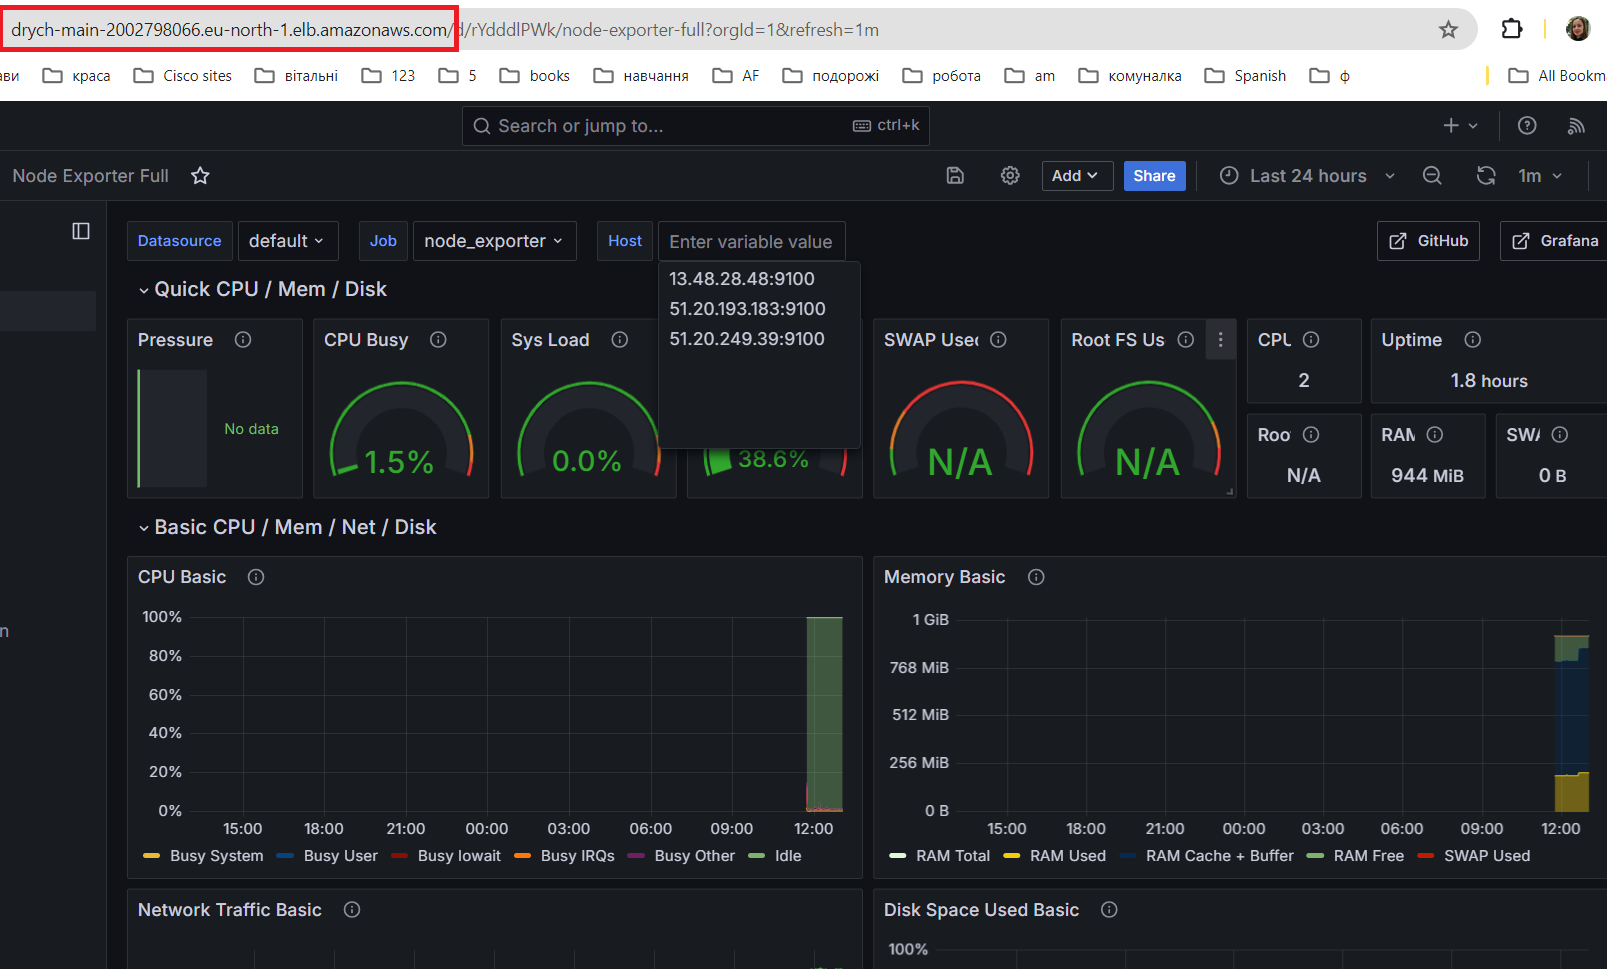 drych-main-2002798066.eu-north-1.elb.amazonaws.com/d/rYdddlPWk/node-exporter-full?orgId=1&refresh=1m
ви краса Cisco sites вітальні 123 5 books навчання AF подорожі робота am комуналка Spanish ф All Bookm
Search or jump to... ctrl+k
Node Exporter Full Add Share Last 24 hours 1m
Datasource default Job node_exporter Host Enter variable value GitHub Grafana
13.48.28.48:9100
51.20.193.183:9100
51.20.249.39:9100
Quick CPU / Mem / Disk
Pressure CPU Busy Sys Load SWAP Used Root FS Us CPU Uptime
No data 1.5% 0.0% 38.6% N/A N/A 2 1.8 hours
Roo RAM SWA
N/A 944 MiB 0 B
Basic CPU / Mem / Net / Disk
CPU Basic
100%
80%
60%
40%
20%
0%
15:00 18:00 21:00 00:00 03:00 06:00 09:00 12:00
Busy System Busy User Busy Iowait Busy IRQs Busy Other Idle
Memory Basic
1 GiB
768 MiB
512 MiB
256 MiB
0 B
15:00 18:00 21:00 00:00 03:00 06:00 09:00 12:00
RAM Total RAM Used RAM Cache + Buffer RAM Free SWAP Used
n
Network Traffic Basic
Disk Space Used Basic
100%